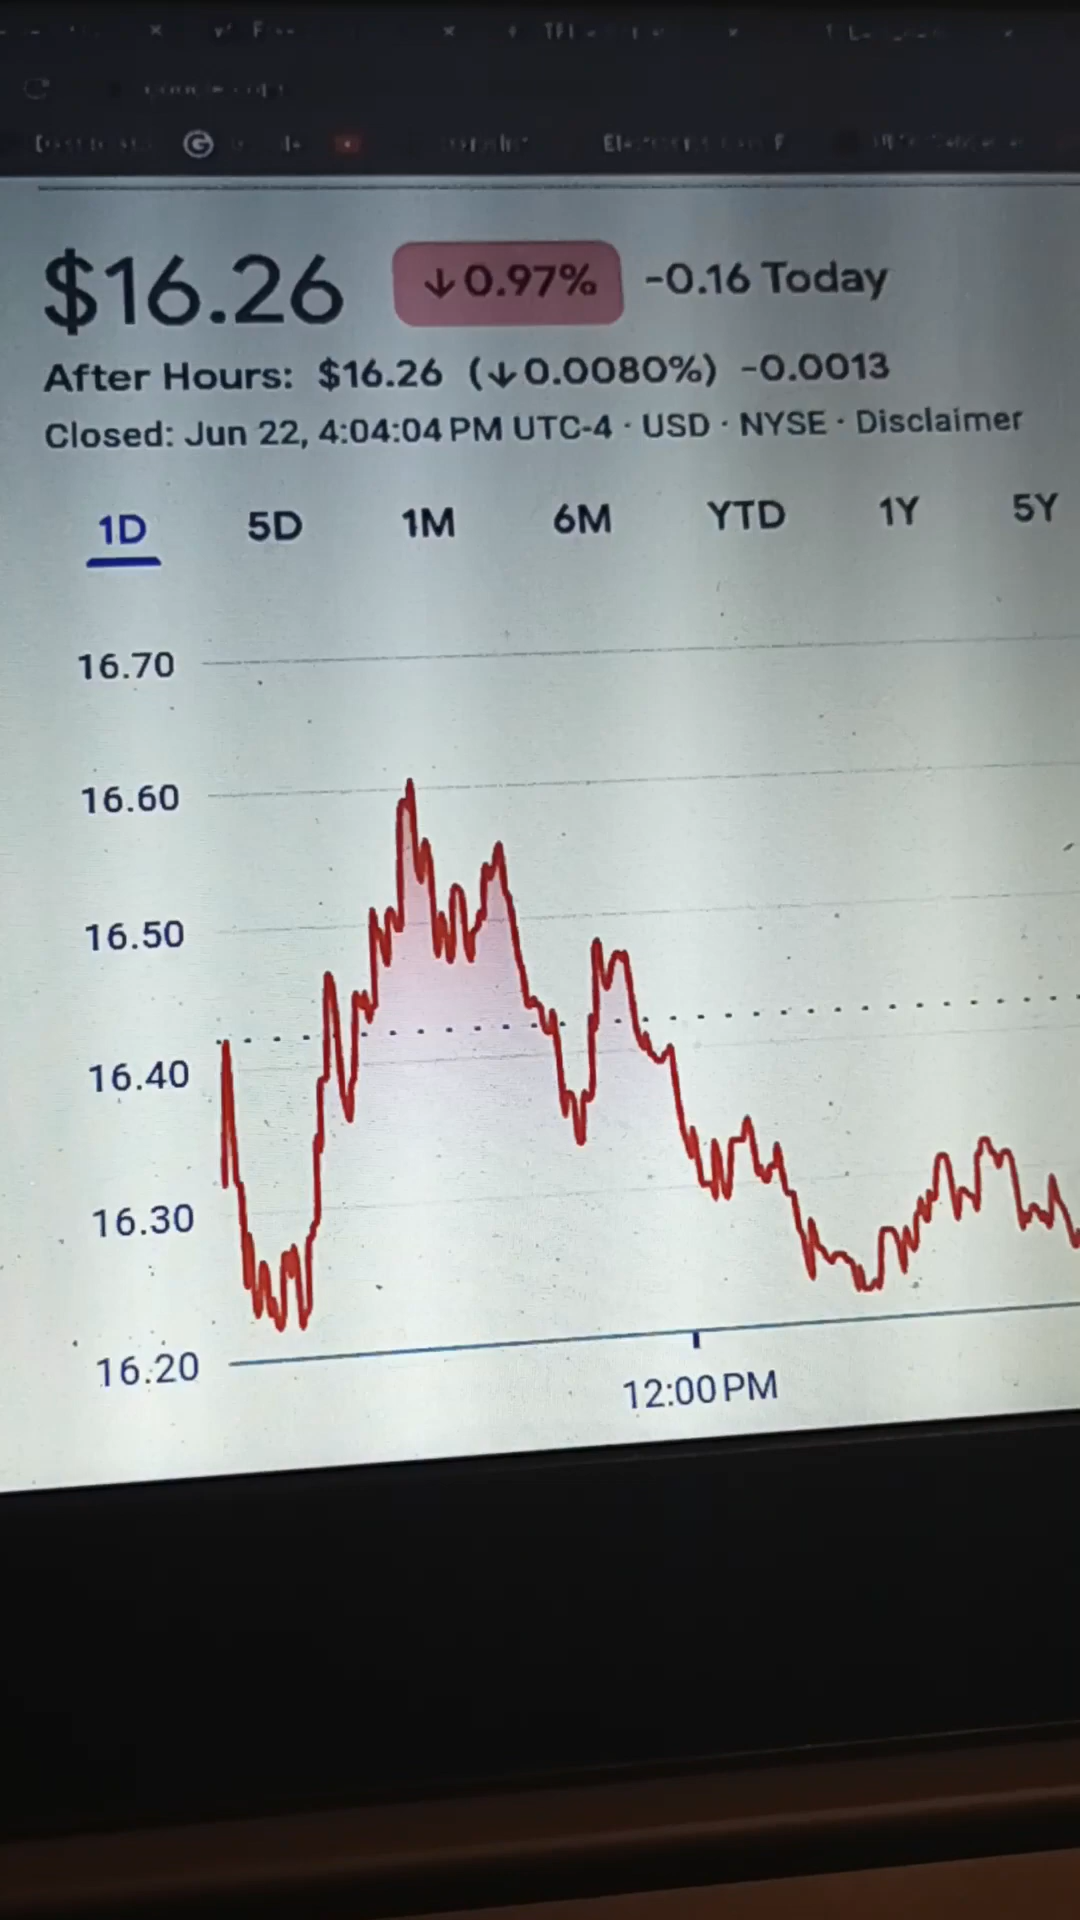 $16.26 ↓0.97% -0.16 Today
After Hours: $16.26 (↓0.0080%) -0.0013
Closed: Jun 22, 4:04:04 PM UTC-4 · USD · NYSE · Disclaimer
1D 5D 1M 6M YTD 1Y 5Y
16.70
16.60
16.50
16.40
16.30
16.20
12:00 PM